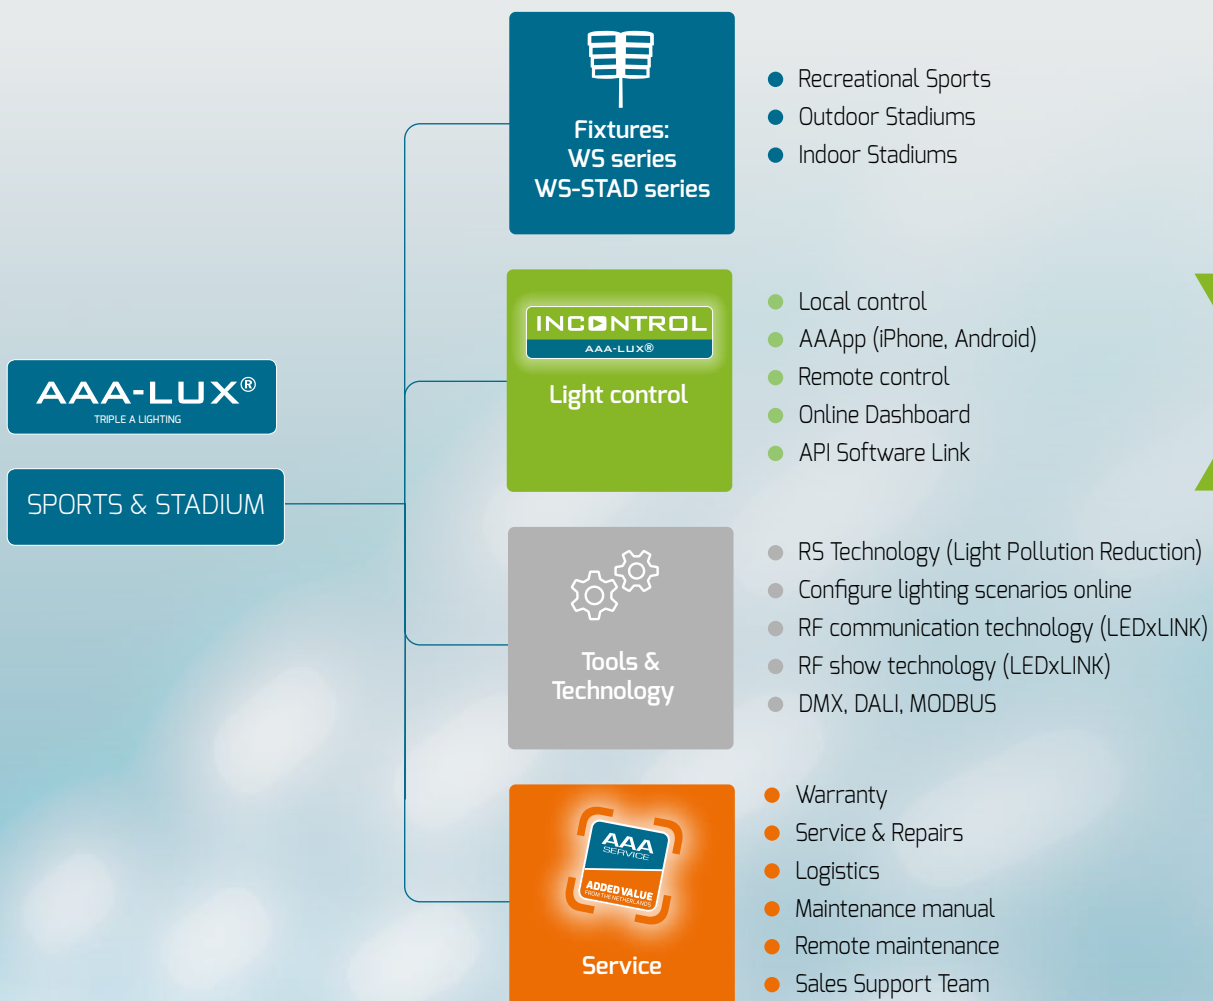 AAA-LUX®
TRIPLE A LIGHTING
SPORTS & STADIUM
Fixtures:
WS series
WS-STAD series
Recreational Sports
Outdoor Stadiums
Indoor Stadiums
INCONTROL
AAA-LUX®
Light control
Local control
AAApp (iPhone, Android)
Remote control
Online Dashboard
API Software Link
Tools &
Technology
RS Technology (Light Pollution Reduction)
Configure lighting scenarios online
RF communication technology (LEDxLINK)
RF show technology (LEDxLINK)
DMX, DALI, MODBUS
AAA
SERVICE
ADDED VALUE
FROM THE NETHERLANDS
Service
Warranty
Service & Repairs
Logistics
Maintenance manual
Remote maintenance
Sales Support Team